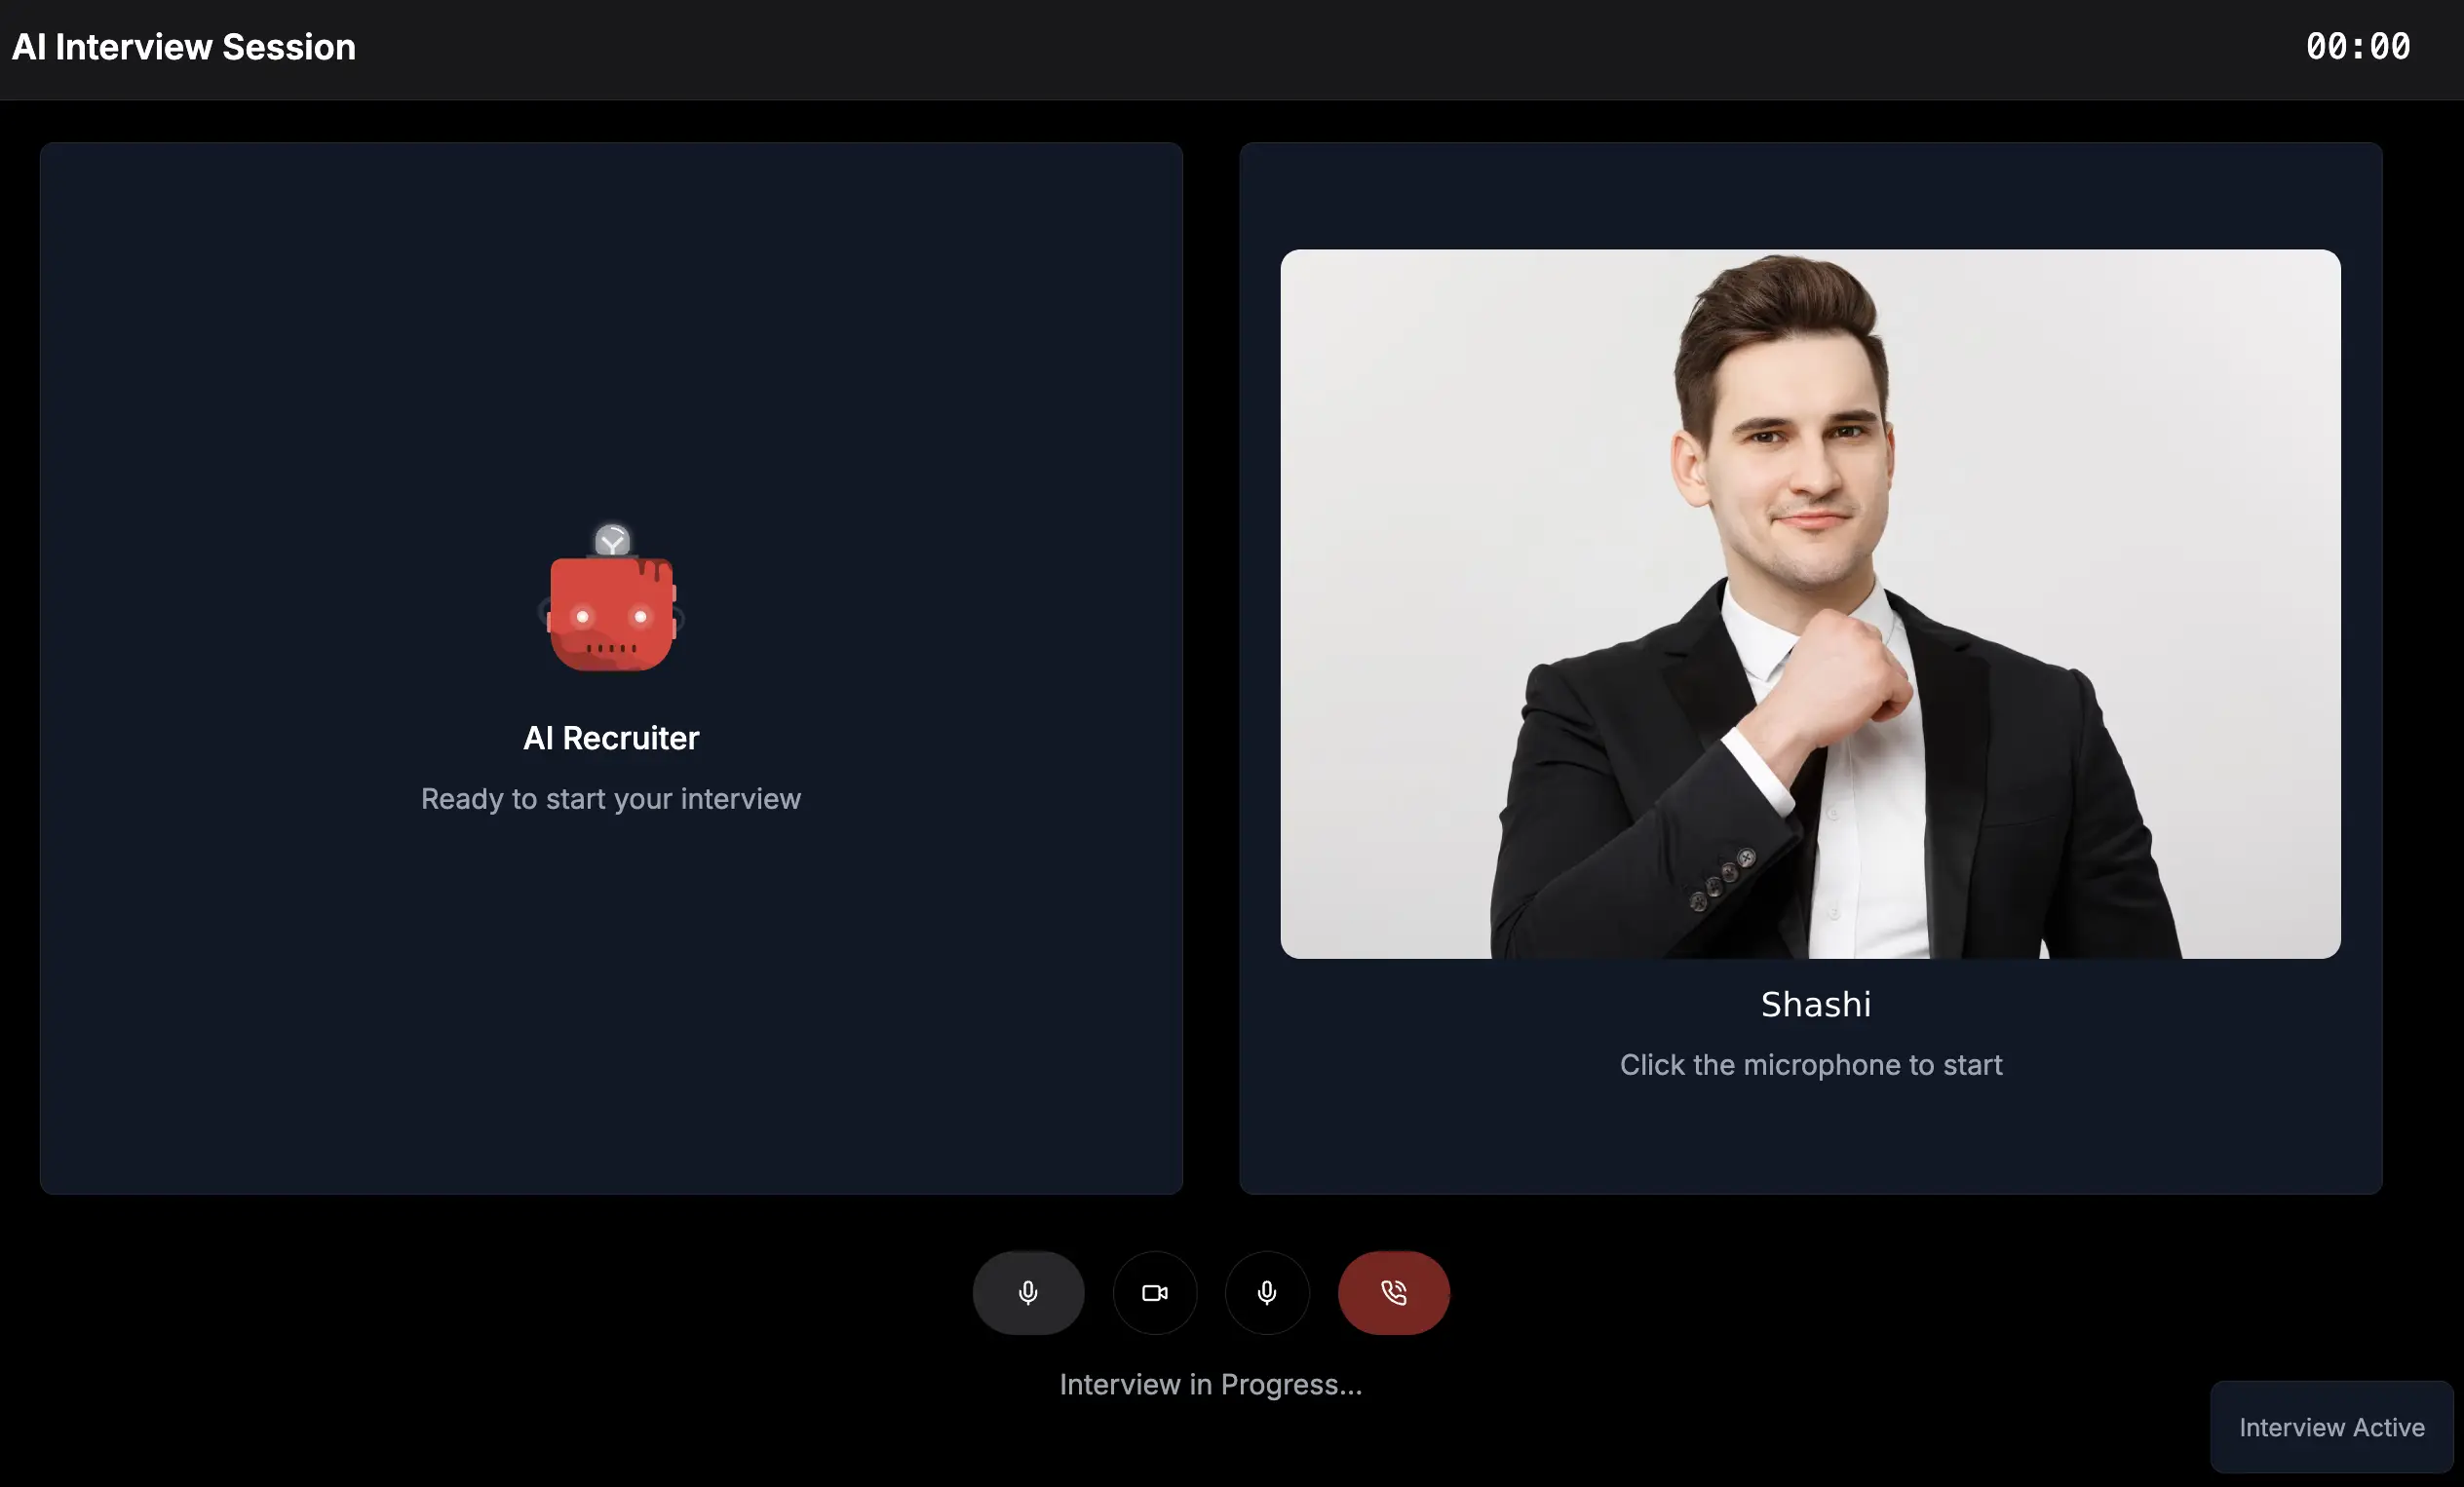 AI Interview Session
00:00
AI Recruiter
Ready to start your interview
Shashi
Click the microphone to start
Interview in Progress...
Interview Active